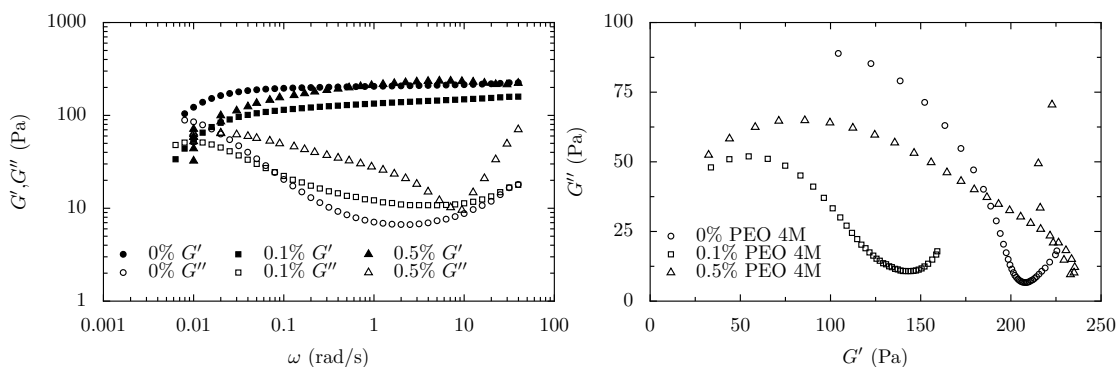 1000
100
10
1
0.001
0.01
0.1
1
10
100
G′,G″ (Pa)
ω (rad/s)
0% G′
0% G″
0.1% G′
0.1% G″
0.5% G′
0.5% G″
100
75
50
25
0
0
50
100
150
200
250
G″ (Pa)
G′ (Pa)
0% PEO 4M
0.1% PEO 4M
0.5% PEO 4M